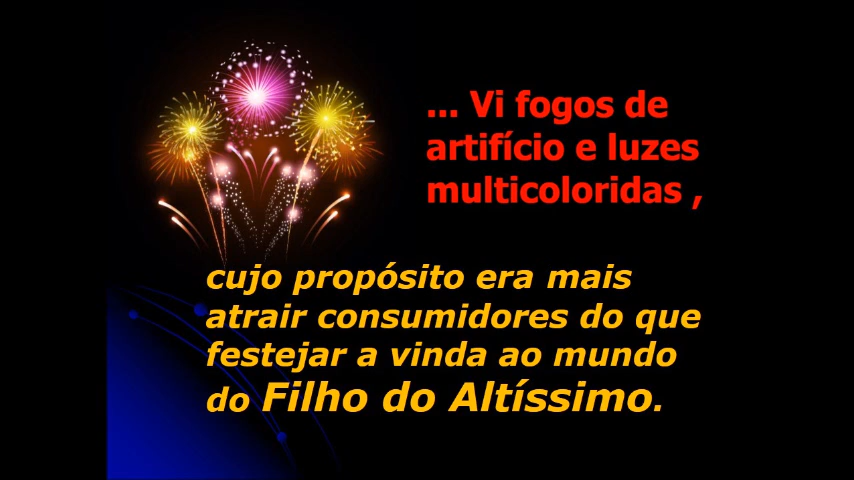 ... Vi fogos de
artifício e luzes
multicoloridas ,
cujo propósito era mais
atrair consumidores do que
festejar a vinda ao mundo
do Filho do Altíssimo.